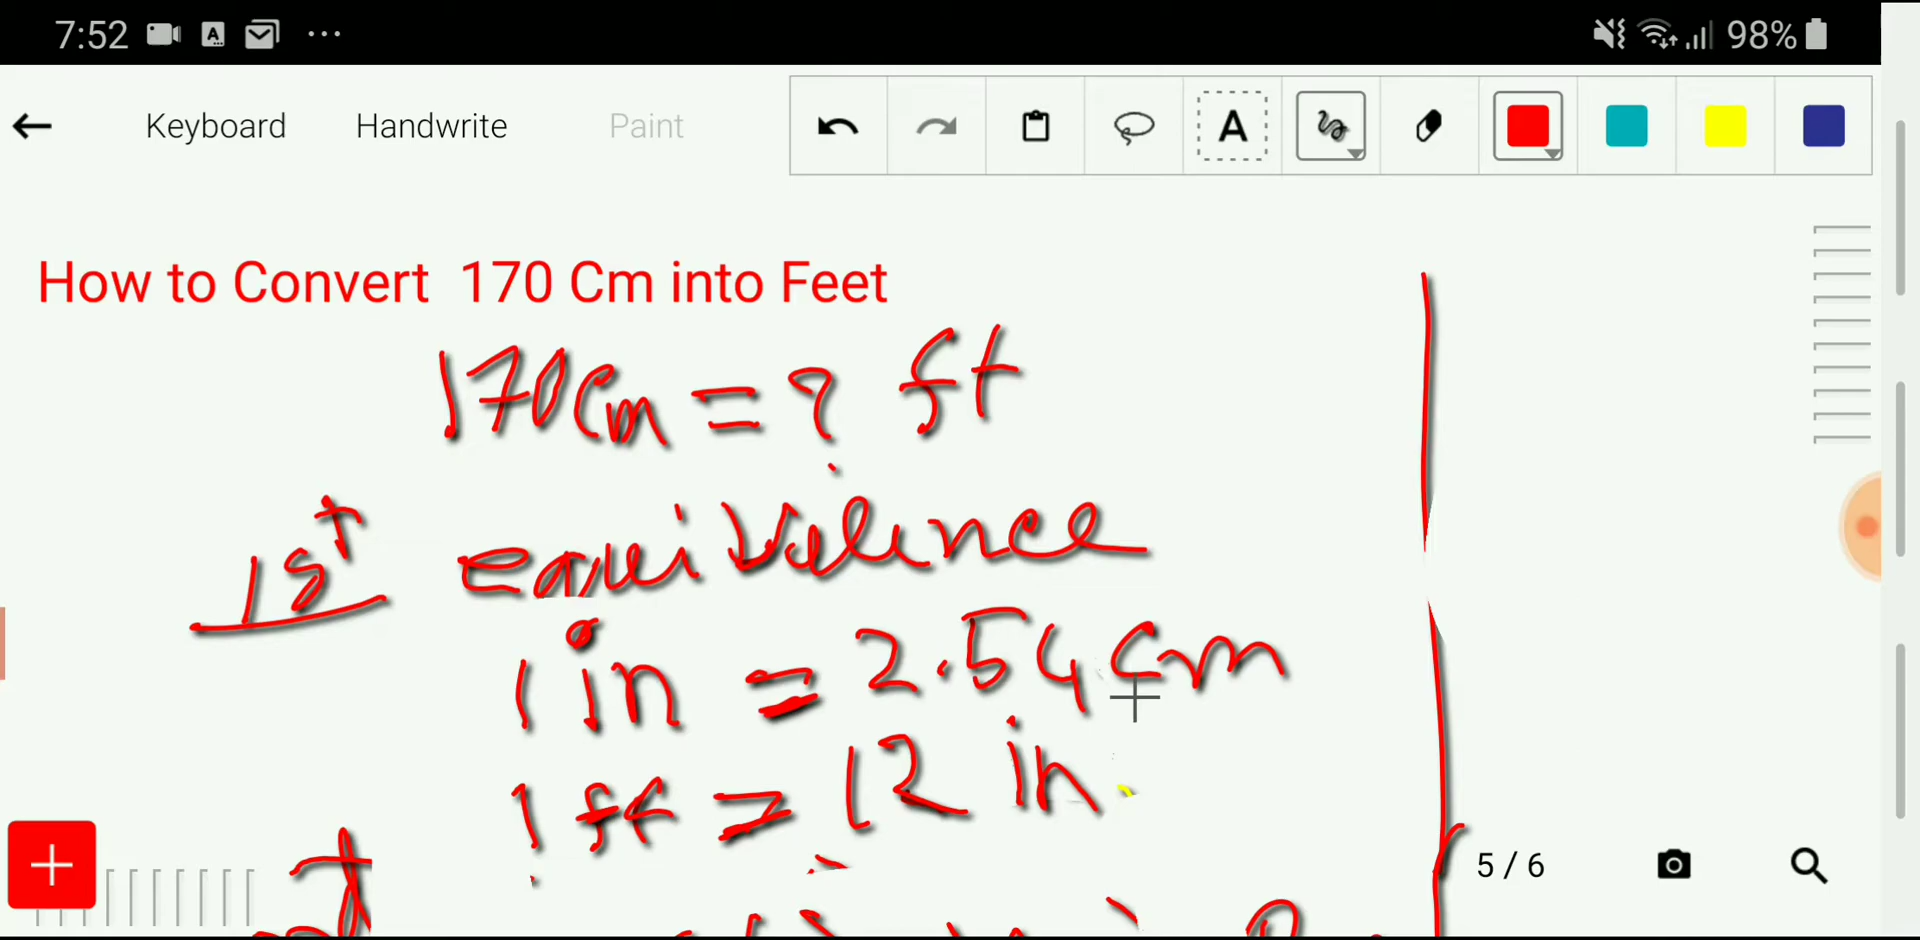 7:52 A... 98%
Keyboard Handwrite Paint A
How to Convert 170 Cm into Feet
170Cm = ? ft
1st equivalence
1 in = 2.54 cm
1 ft = 12 in
5 / 6